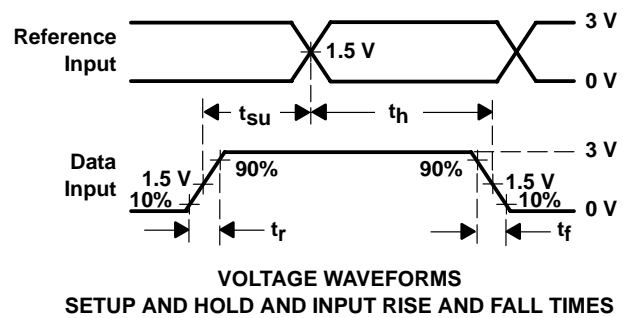 Reference
Input
3 V
1.5 V
0 V
tsu
th
Data
Input
3 V
90%
90%
1.5 V
10%
1.5 V
10%
0 V
tr
tf
VOLTAGE WAVEFORMS
SETUP AND HOLD AND INPUT RISE AND FALL TIMES